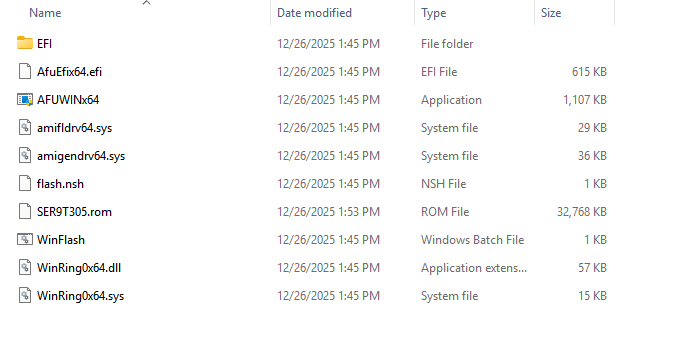 Name Date modified Type Size
EFI 12/26/2025 1:45 PM File folder
AfuEfix64.efi 12/26/2025 1:45 PM EFI File 615 KB
AFUWINx64 12/26/2025 1:45 PM Application 1,107 KB
amifldrv64.sys 12/26/2025 1:45 PM System file 29 KB
amigendrv64.sys 12/26/2025 1:45 PM System file 36 KB
flash.nsh 12/26/2025 1:45 PM NSH File 1 KB
SER9T305.rom 12/26/2025 1:53 PM ROM File 32,768 KB
WinFlash 12/26/2025 1:45 PM Windows Batch File 1 KB
WinRing0x64.dll 12/26/2025 1:45 PM Application extens... 57 KB
WinRing0x64.sys 12/26/2025 1:45 PM System file 15 KB